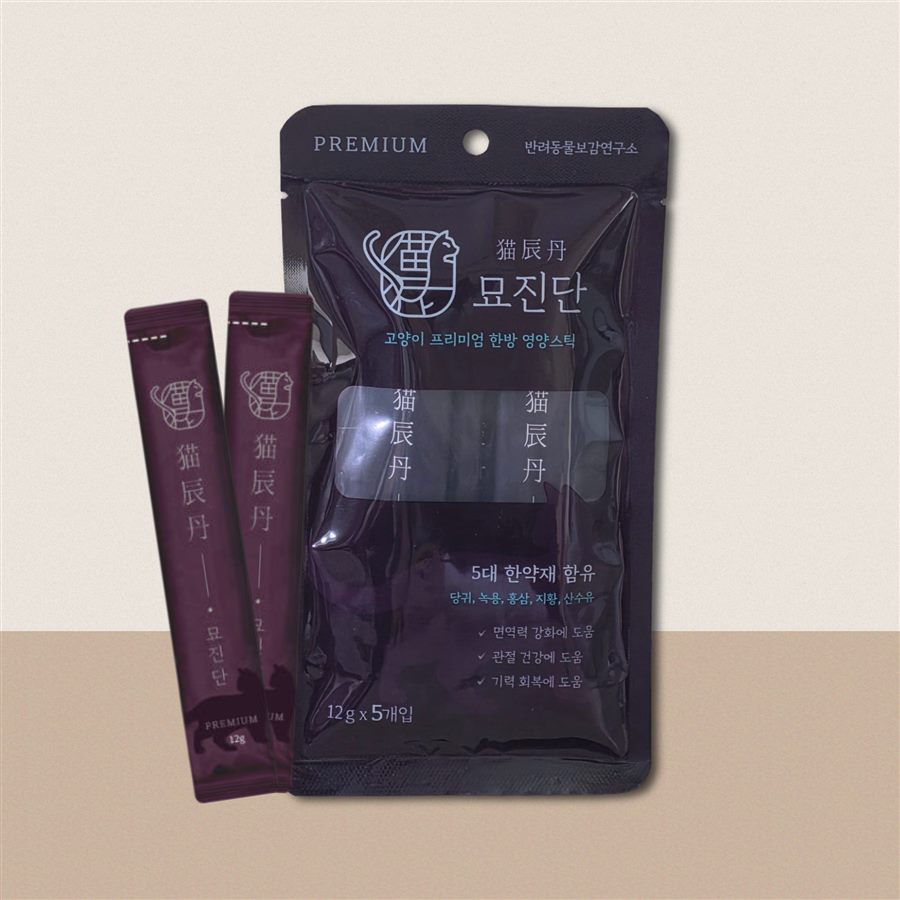 PREMIUM
반려동물보감연구소
猫辰丹
묘진단
고양이 프리미엄 한방 영양스틱
猫辰丹
猫辰丹
5대 한약재 함유
당귀, 녹용, 홍삼, 지황, 산수유
✓ 면역력 강화에 도움
✓ 관절 건강에 도움
✓ 기력 회복에 도움
12g x 5개입
猫辰丹
묘진단
PREMIUM
12g
猫辰丹
묘
UM